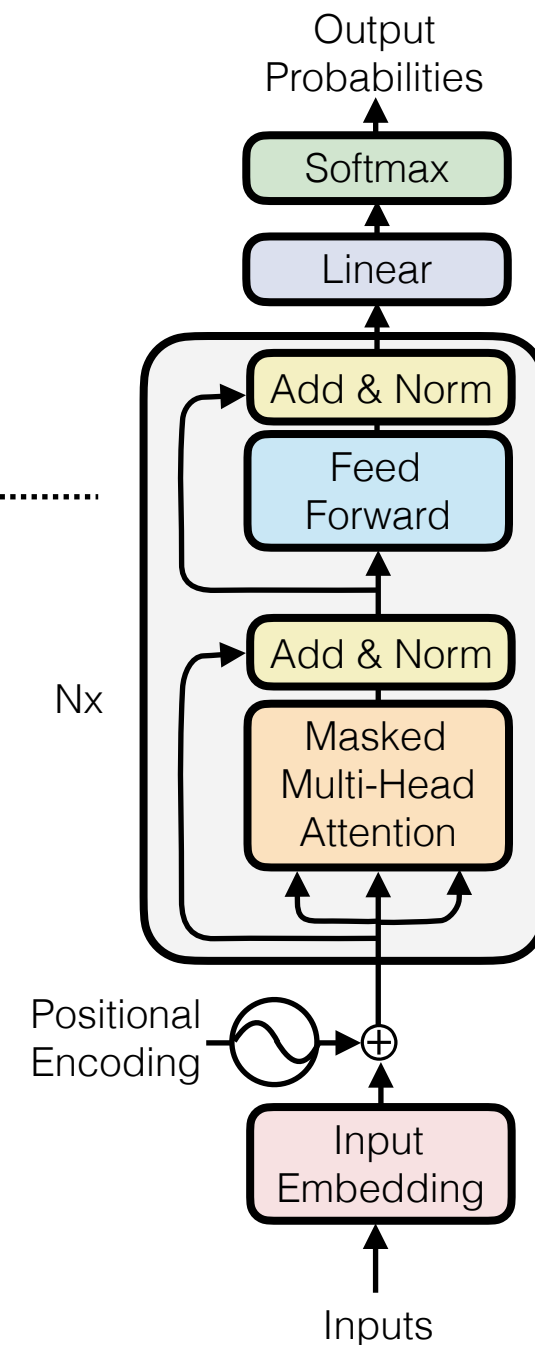 Output
Probabilities
Softmax
Linear
Add & Norm
Feed
Forward
Add & Norm
Nx
Masked
Multi-Head
Attention
Positional
Encoding
Input
Embedding
Inputs